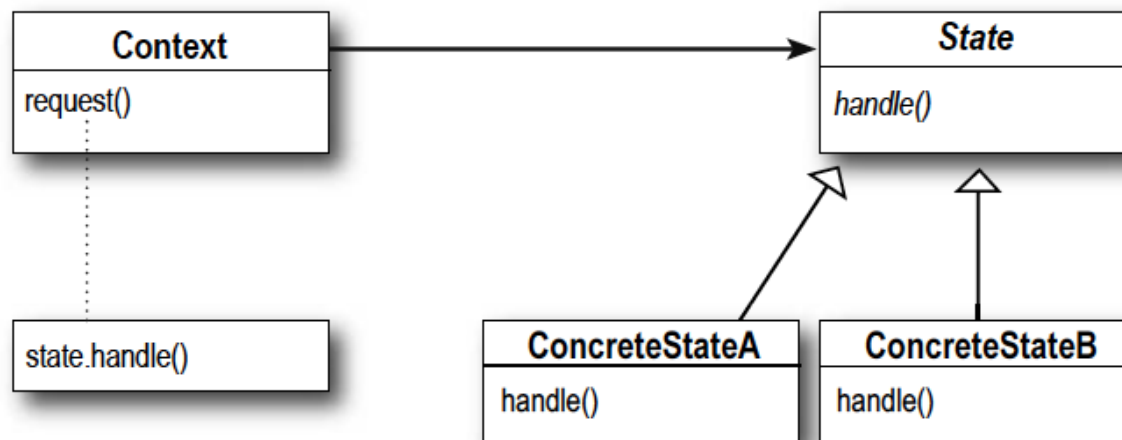 Context
request()
State
handle()
state.handle()
ConcreteStateA
handle()
ConcreteStateB
handle()